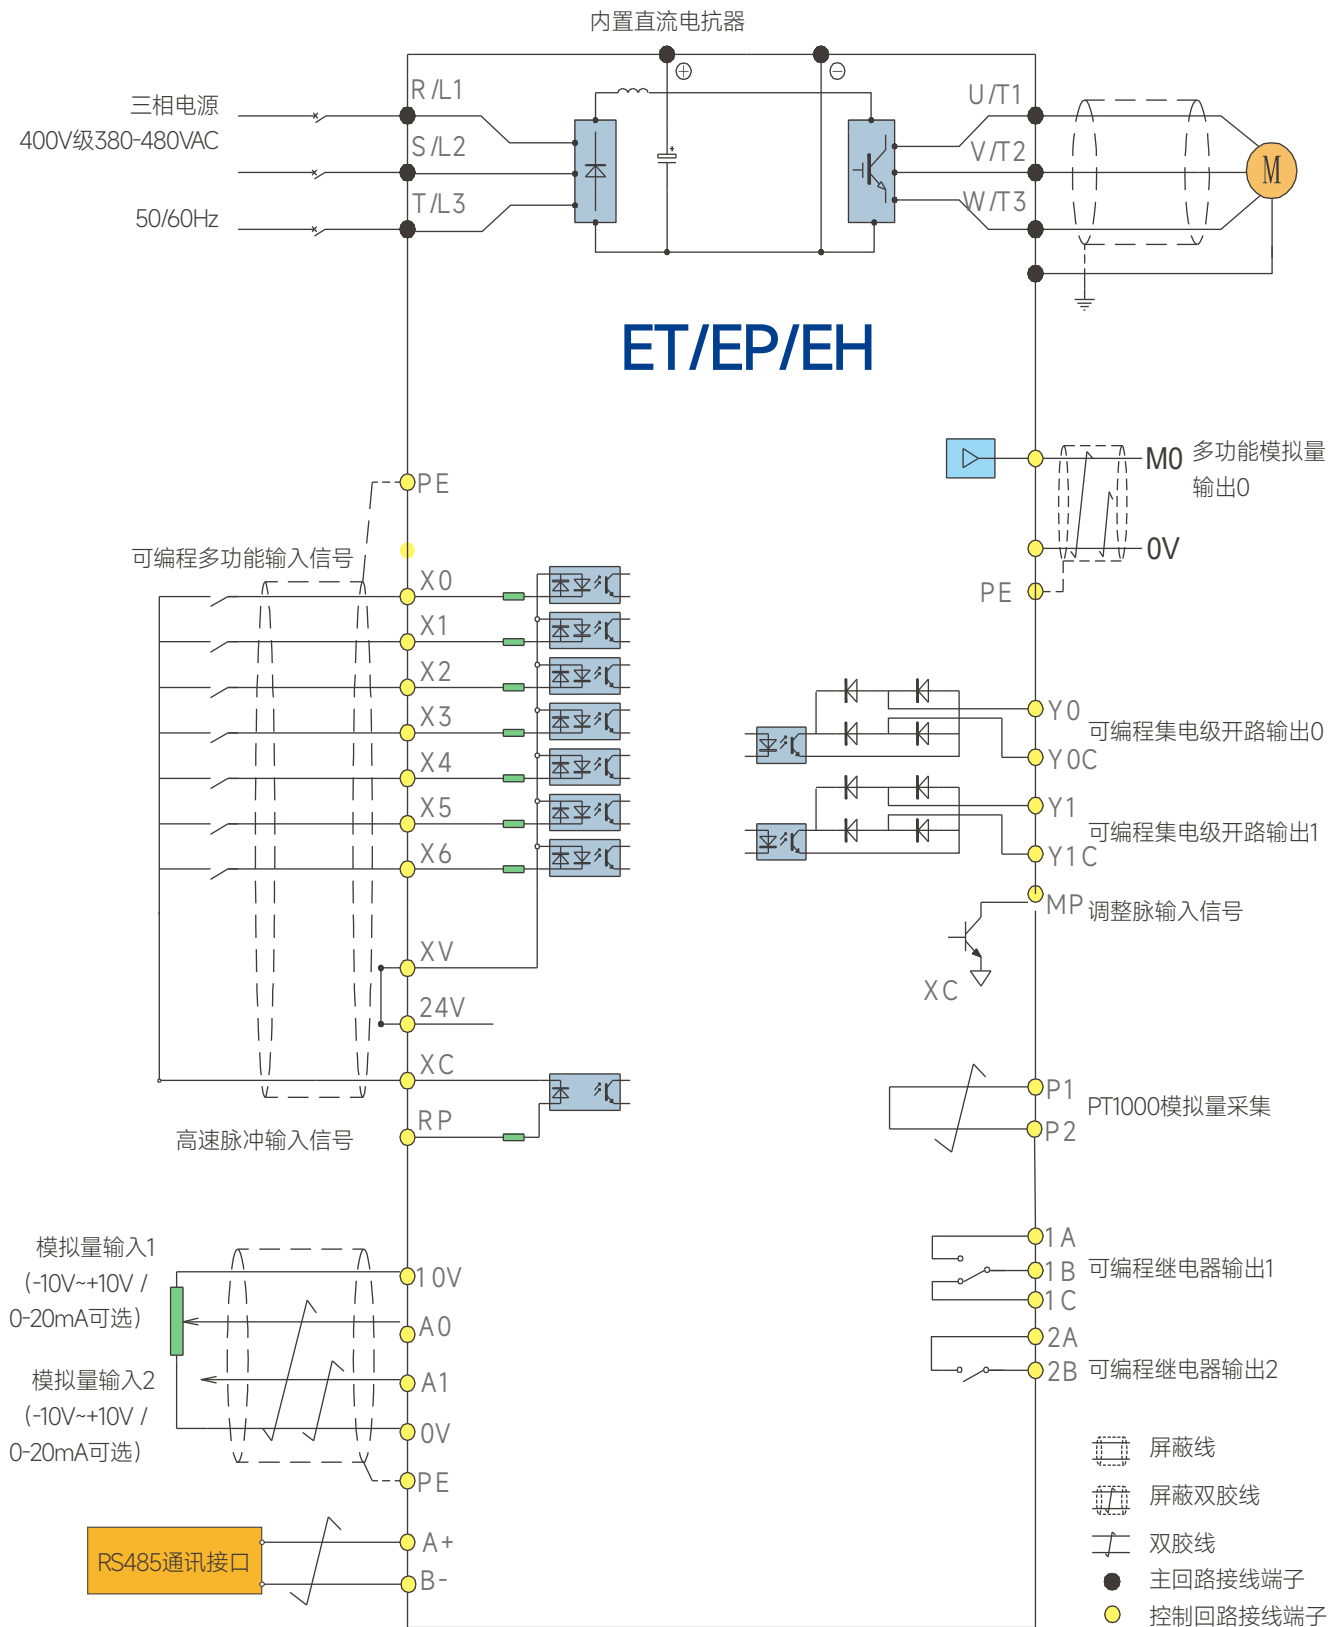 内置直流电抗器
三相电源
400V级380-480VAC
50/60Hz
R/L1
S/L2
T/L3
U/T1
V/T2
W/T3
M
ET/EP/EH
PE
可编程多功能输入信号
X0
X1
X2
X3
X4
X5
X6
XV
24V
XC
RP
高速脉冲输入信号
模拟量输入1
(-10V~+10V /
0-20mA可选)
模拟量输入2
(-10V~+10V /
0-20mA可选)
10V
A0
A1
0V
PE
A+
B-
RS485通讯接口
M0
多功能模拟量
输出0
0V
PE
Y0
可编程集电级开路输出0
Y0C
Y1
可编程集电级开路输出1
Y1C
MP
调整脉输入信号
XC
P1
PT1000模拟量采集
P2
1A
1B
可编程继电器输出1
1C
2A
2B
可编程继电器输出2
屏蔽线
屏蔽双胶线
双胶线
主回路接线端子
控制回路接线端子